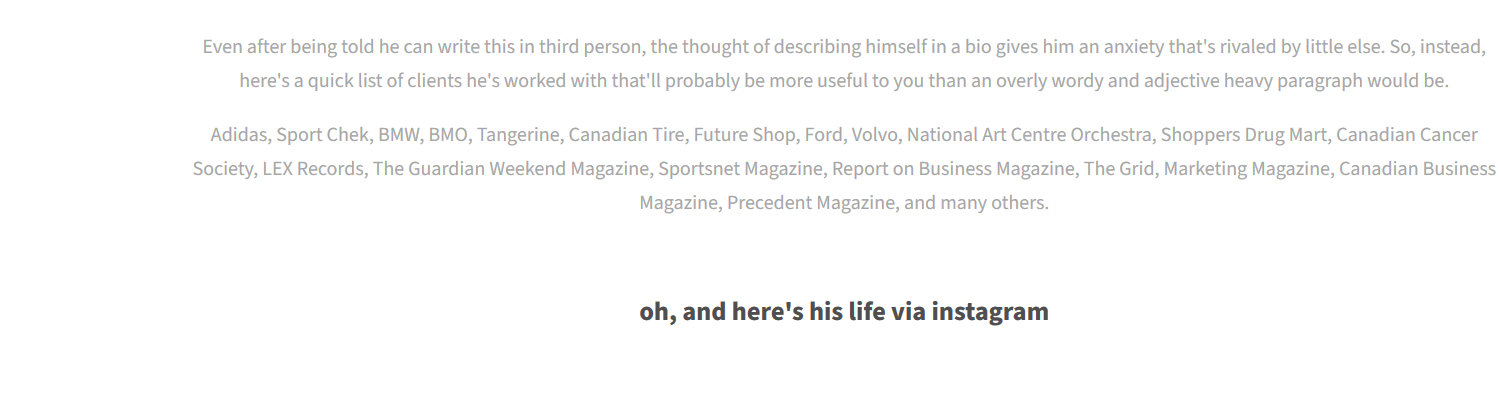 Even after being told he can write this in third person, the thought of describing himself in a bio gives him an anxiety that's rivaled by little else. So, instead,
here's a quick list of clients he's worked with that'll probably be more useful to you than an overly wordy and adjective heavy paragraph would be.
Adidas, Sport Chek, BMW, BMO, Tangerine, Canadian Tire, Future Shop, Ford, Volvo, National Art Centre Orchestra, Shoppers Drug Mart, Canadian Cancer
Society, LEX Records, The Guardian Weekend Magazine, Sportsnet Magazine, Report on Business Magazine, The Grid, Marketing Magazine, Canadian Business
Magazine, Precedent Magazine, and many others.
oh, and here's his life via instagram